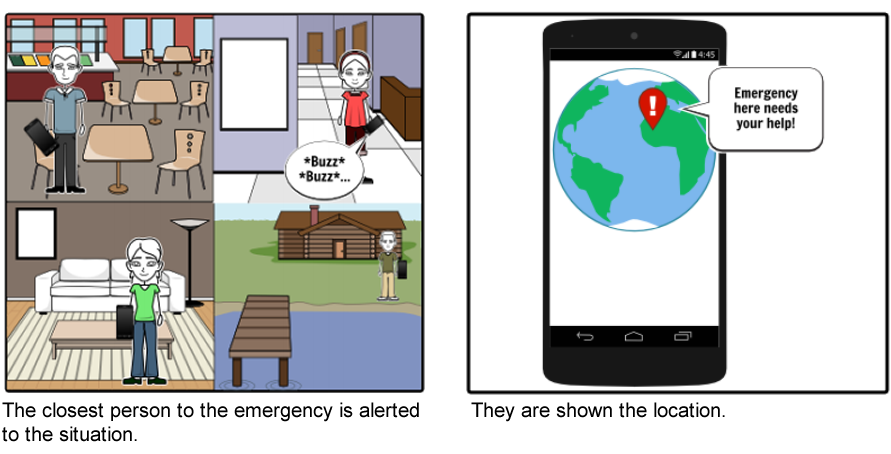 *Buzz*
*Buzz*...
4:45
Emergency
here needs
your help!
!
The closest person to the emergency is alerted
to the situation.
They are shown the location.